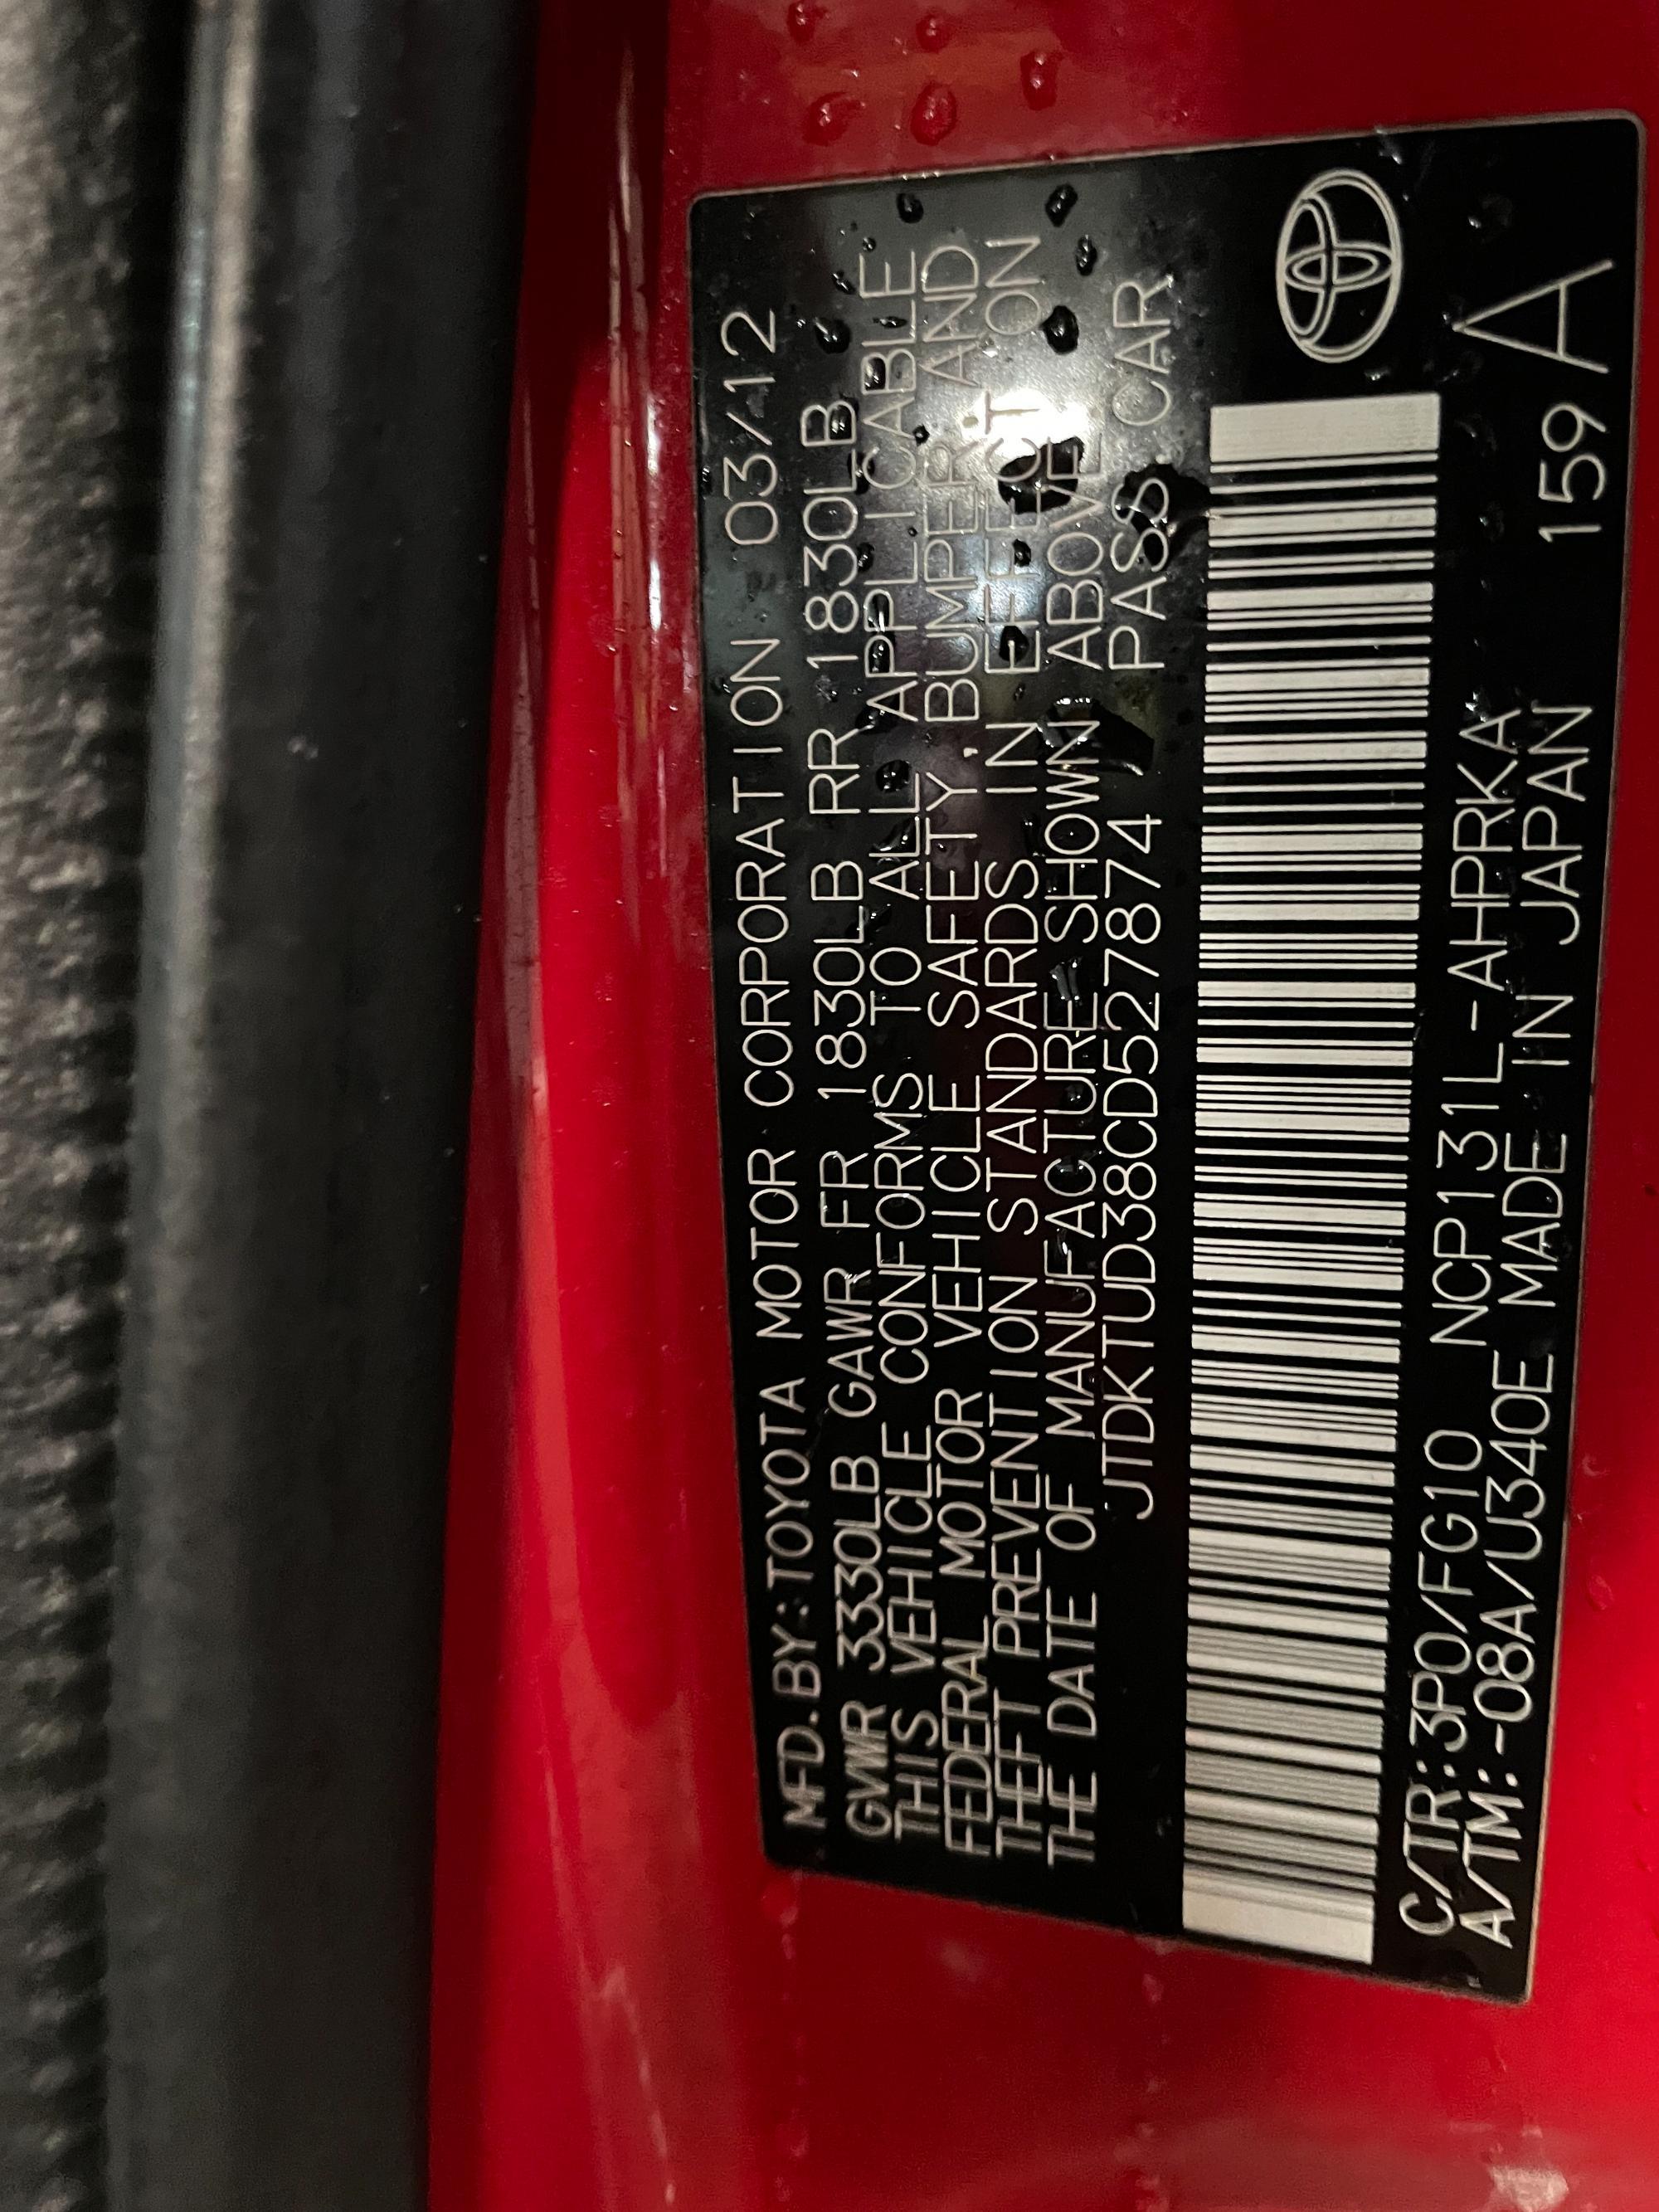 MFD.BY:TOYOTA MOTOR CORPORATION 03/12
GVWR 3330LB GAWR FR 1830LB RR 1830LB
THIS VEHICLE CONFORMS TO ALL APPLICABLE
FEDERAL MOTOR VEHICLE SAFETY, BUMPER AND
THEFT PREVENTION STANDARDS IN EFFECT ON
THE DATE OF MANUFACTURE SHOWN ABOVE
JTDKTUD38CD527874 PASS. CAR
C/TR:3P0/FG10 NCP131L-AHPRKA
A/TM:-08A/U340E MADE IN JAPAN 159 A